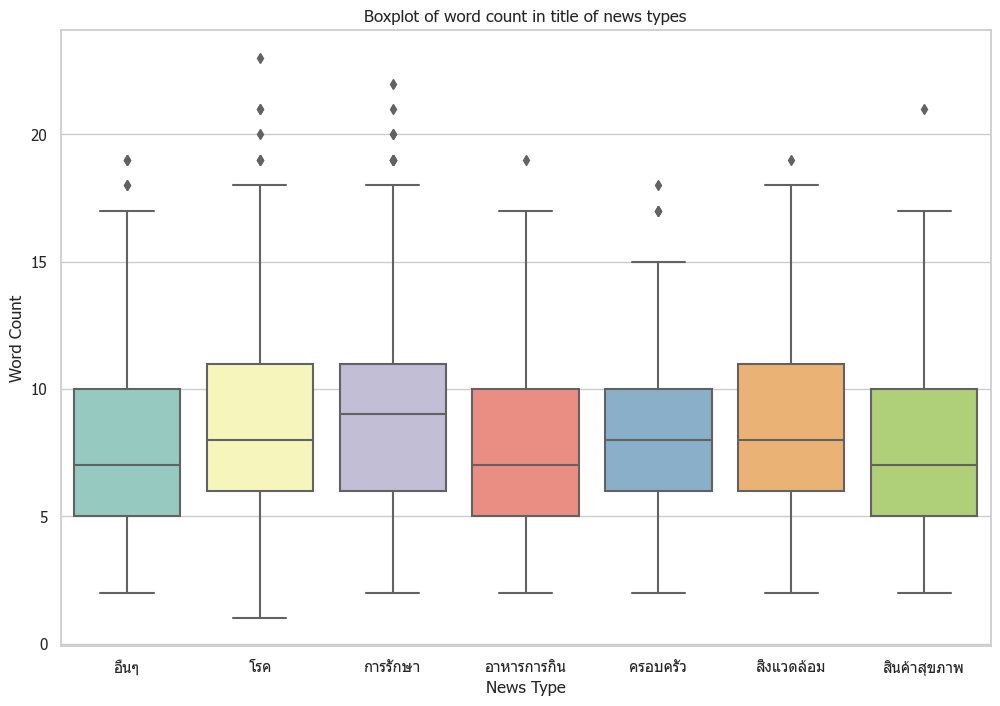 Boxplot of word count in title of news types
20
15
10
5
0
Word Count
อื่นๆ
โรค
การรักษา
อาหารการกิน
ครอบครัว
สิ่งแวดล้อม
สินค้าสุขภาพ
News Type